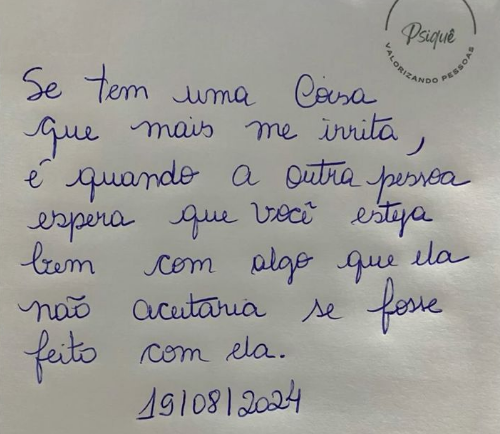 Psiquê
VALORIZANDO PESSOAS
Se tem uma Coisa
que mais me irrita,
é quando a outra pessoa
espera que você esteja
bem com algo que ela
não aceitaria se fosse
feito com ela.
19/08/2024